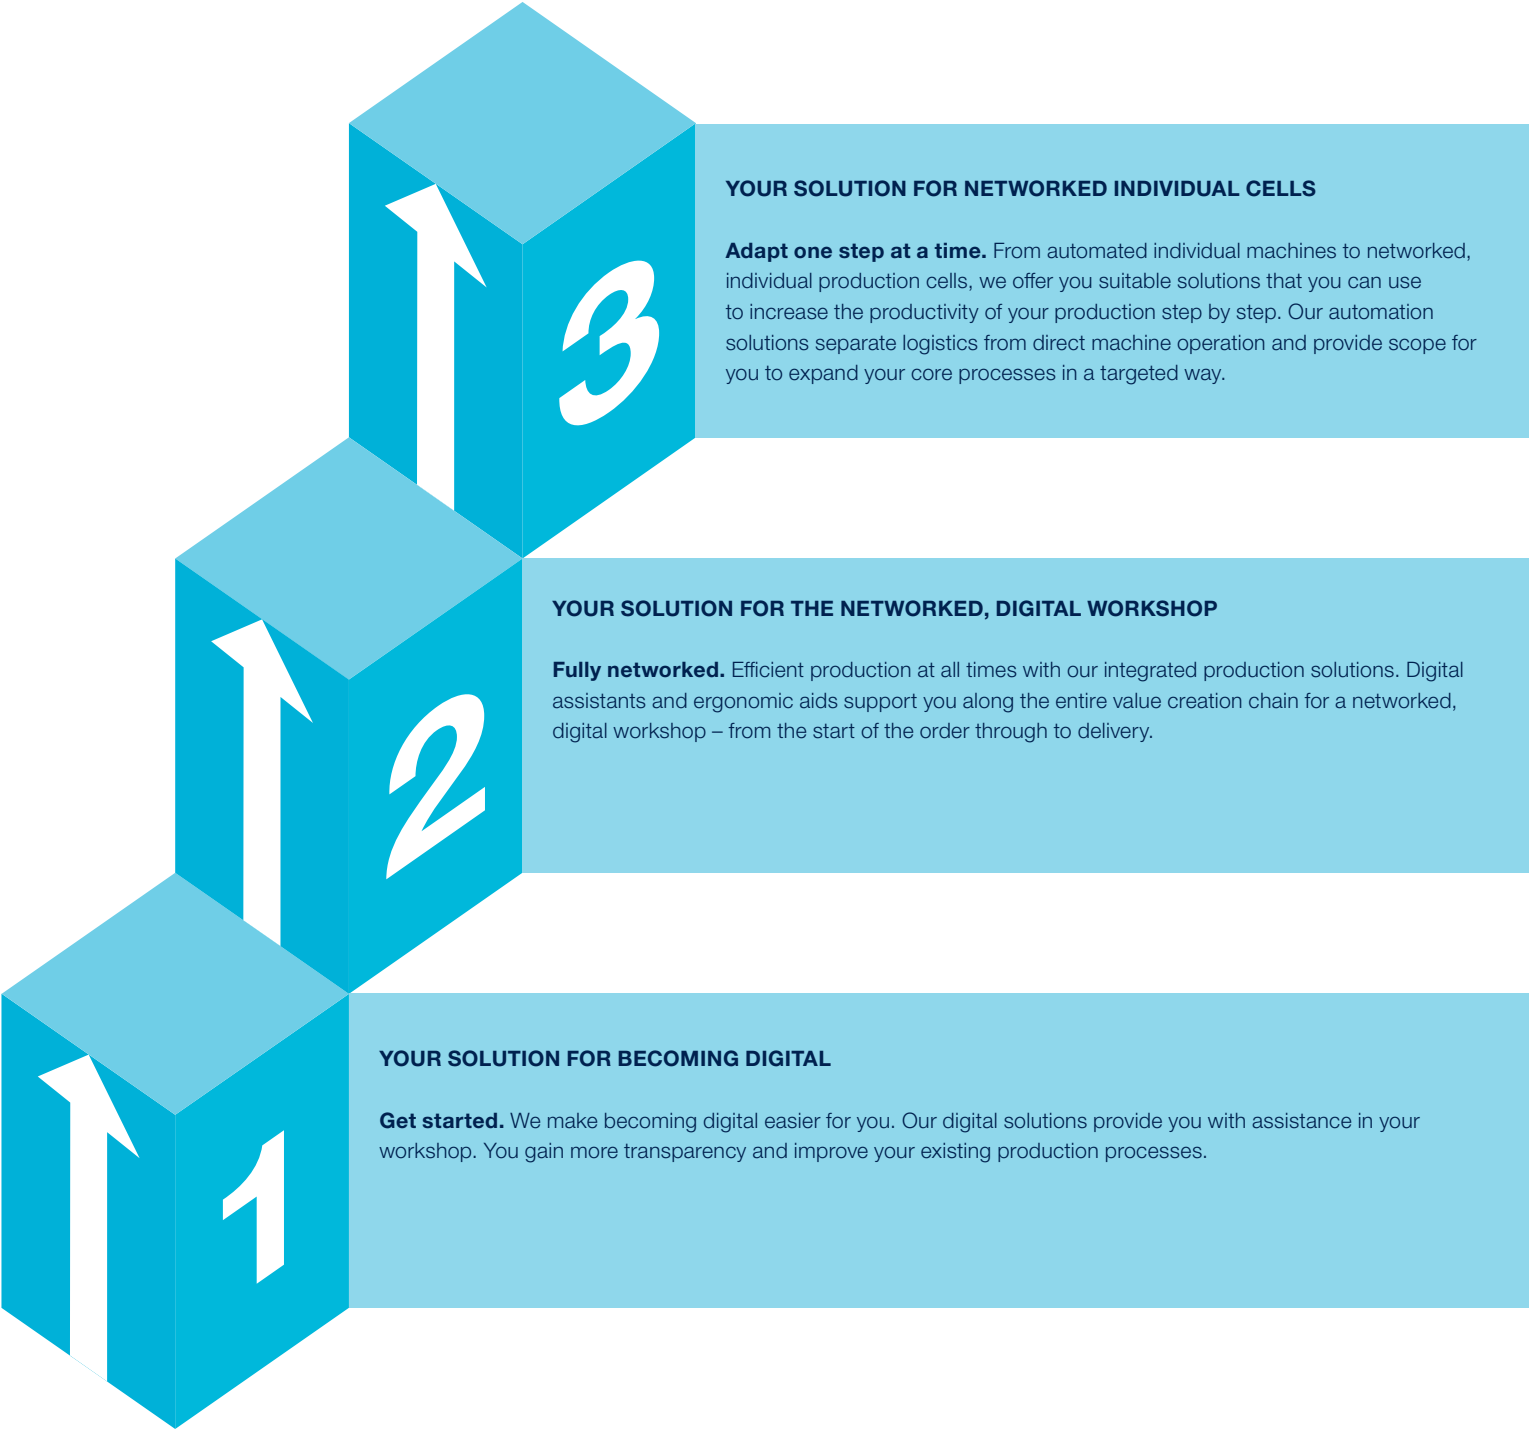 3
YOUR SOLUTION FOR NETWORKED INDIVIDUAL CELLS
Adapt one step at a time. From automated individual machines to networked,
individual production cells, we offer you suitable solutions that you can use
to increase the productivity of your production step by step. Our automation
solutions separate logistics from direct machine operation and provide scope for
you to expand your core processes in a targeted way.
2
YOUR SOLUTION FOR THE NETWORKED, DIGITAL WORKSHOP
Fully networked. Efficient production at all times with our integrated production solutions. Digital
assistants and ergonomic aids support you along the entire value creation chain for a networked,
digital workshop – from the start of the order through to delivery.
1
YOUR SOLUTION FOR BECOMING DIGITAL
Get started. We make becoming digital easier for you. Our digital solutions provide you with assistance in your
workshop. You gain more transparency and improve your existing production processes.